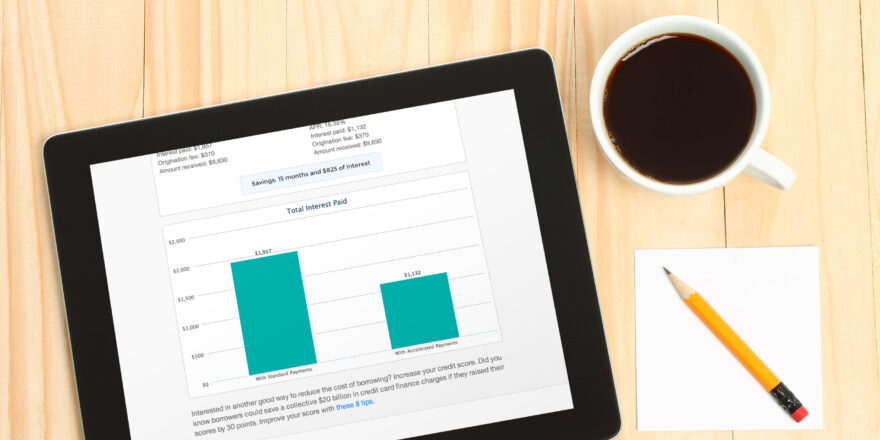 Interest paid: $1,957
Origination fee: $370
Amount received: $9,630
APR:
Interest paid: $1,132
Origination fee: $370
Amount received: $9,630
Savings: 15 months and $825 of interest
Total Interest Paid
$2,500
$2,000
$1,500
$1,000
$500
$0
$1,957
$1,132
With Standard Payments
With Accelerated Payments
Interested in another good way to reduce the cost of borrowing? Increase your credit score. Did you
know borrowers could save a collective $20 billion in credit card finance charges if they raised their
scores by 30 points. Improve your score with these 8 tips.